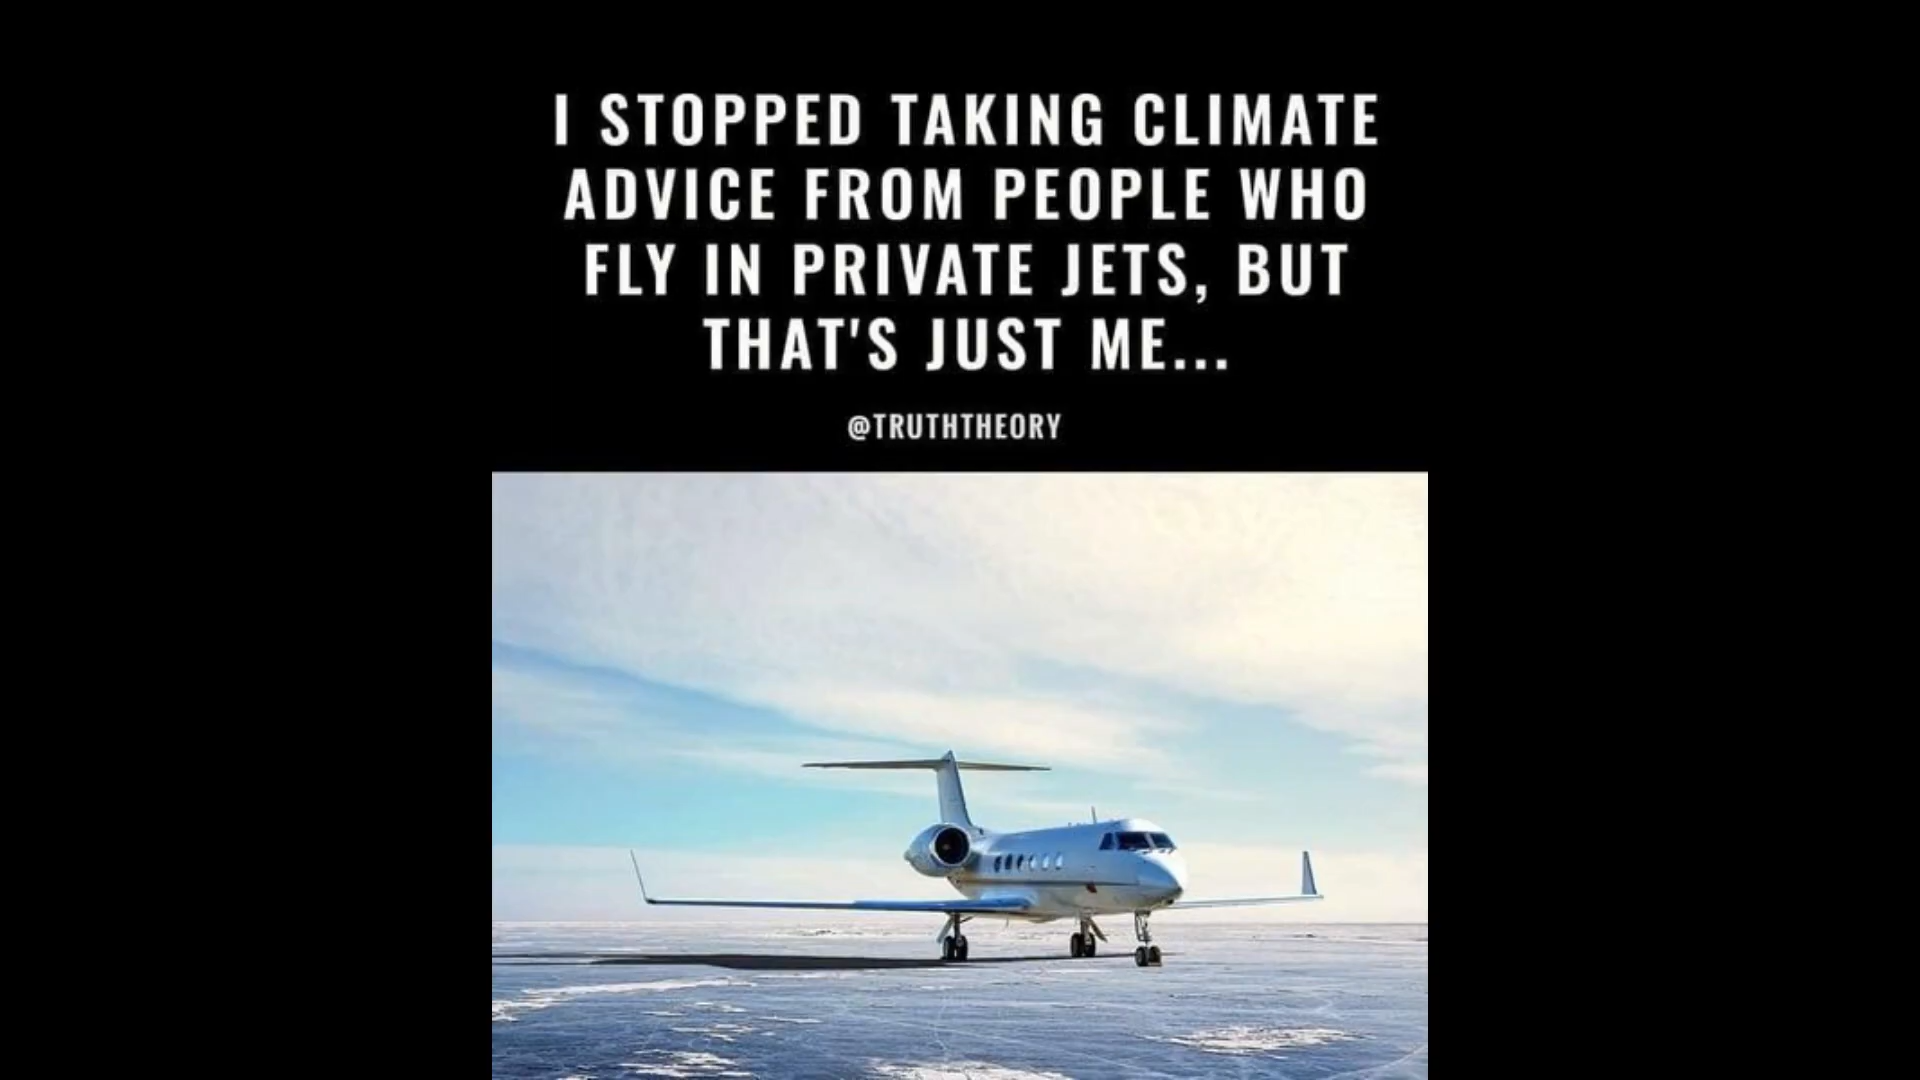 I STOPPED TAKING CLIMATE
ADVICE FROM PEOPLE WHO
FLY IN PRIVATE JETS, BUT
THAT'S JUST ME...
@TRUTHTHEORY